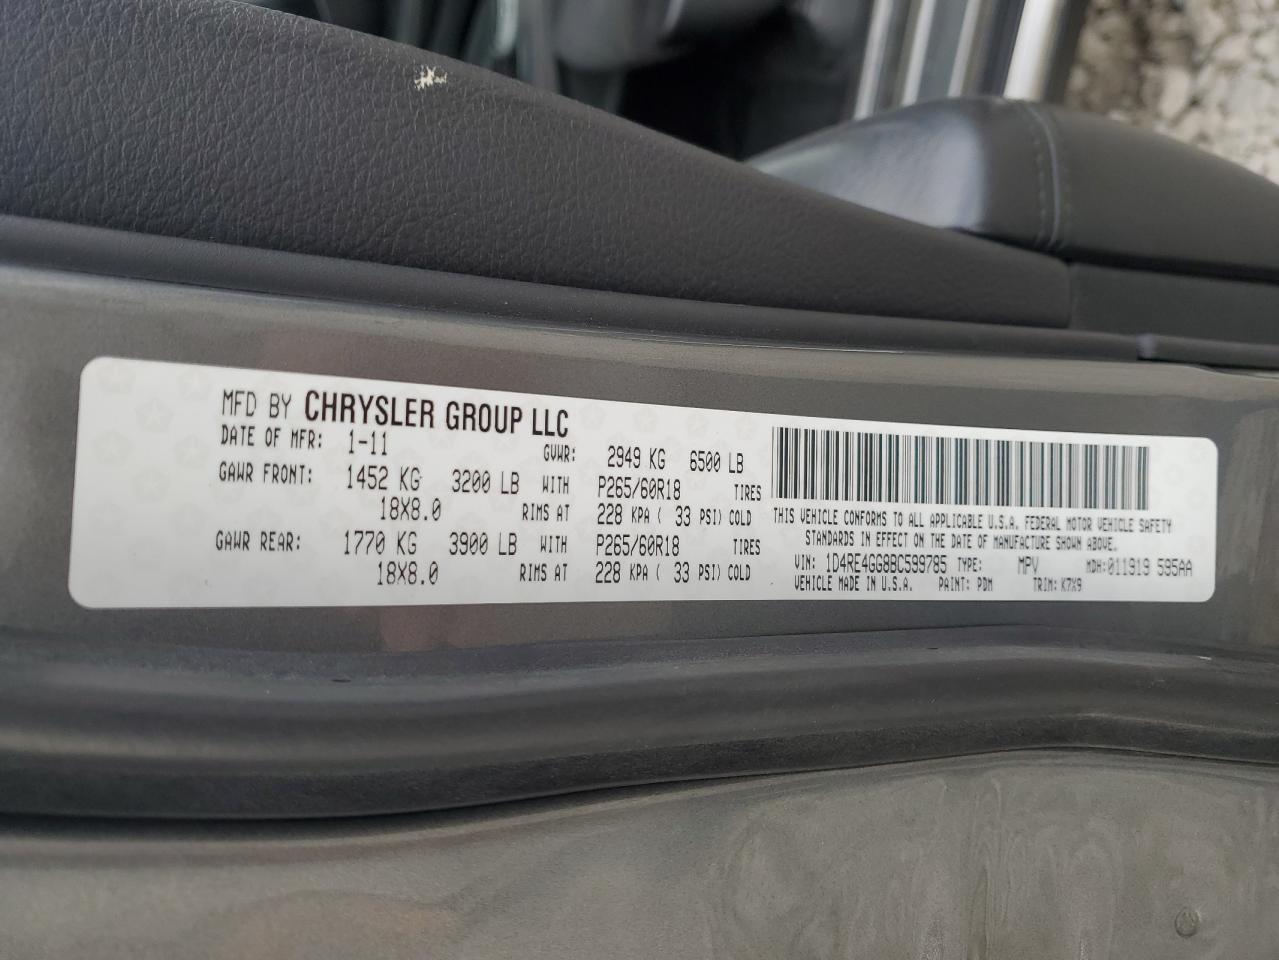 MFD BY CHRYSLER GROUP LLC
DATE OF MFR: 1-11 GVWR: 2949 KG 6500 LB
GAWR FRONT: 1452 KG 3200 LB WITH P265/60R18 TIRES
18X8.0 RIMS AT 228 KPA ( 33 PSI) COLD
GAWR REAR: 1770 KG 3900 LB WITH P265/60R18 TIRES
18X8.0 RIMS AT 228 KPA ( 33 PSI) COLD
THIS VEHICLE CONFORMS TO ALL APPLICABLE U.S.A. FEDERAL MOTOR VEHICLE SAFETY
STANDARDS IN EFFECT ON THE DATE OF MANUFACTURE SHOWN ABOVE.
VIN: 1D4RE4GG8BC599785 TYPE: MPV MDH:011919 595AA
VEHICLE MADE IN U.S.A. PAINT: PDM TRIM: K7X9